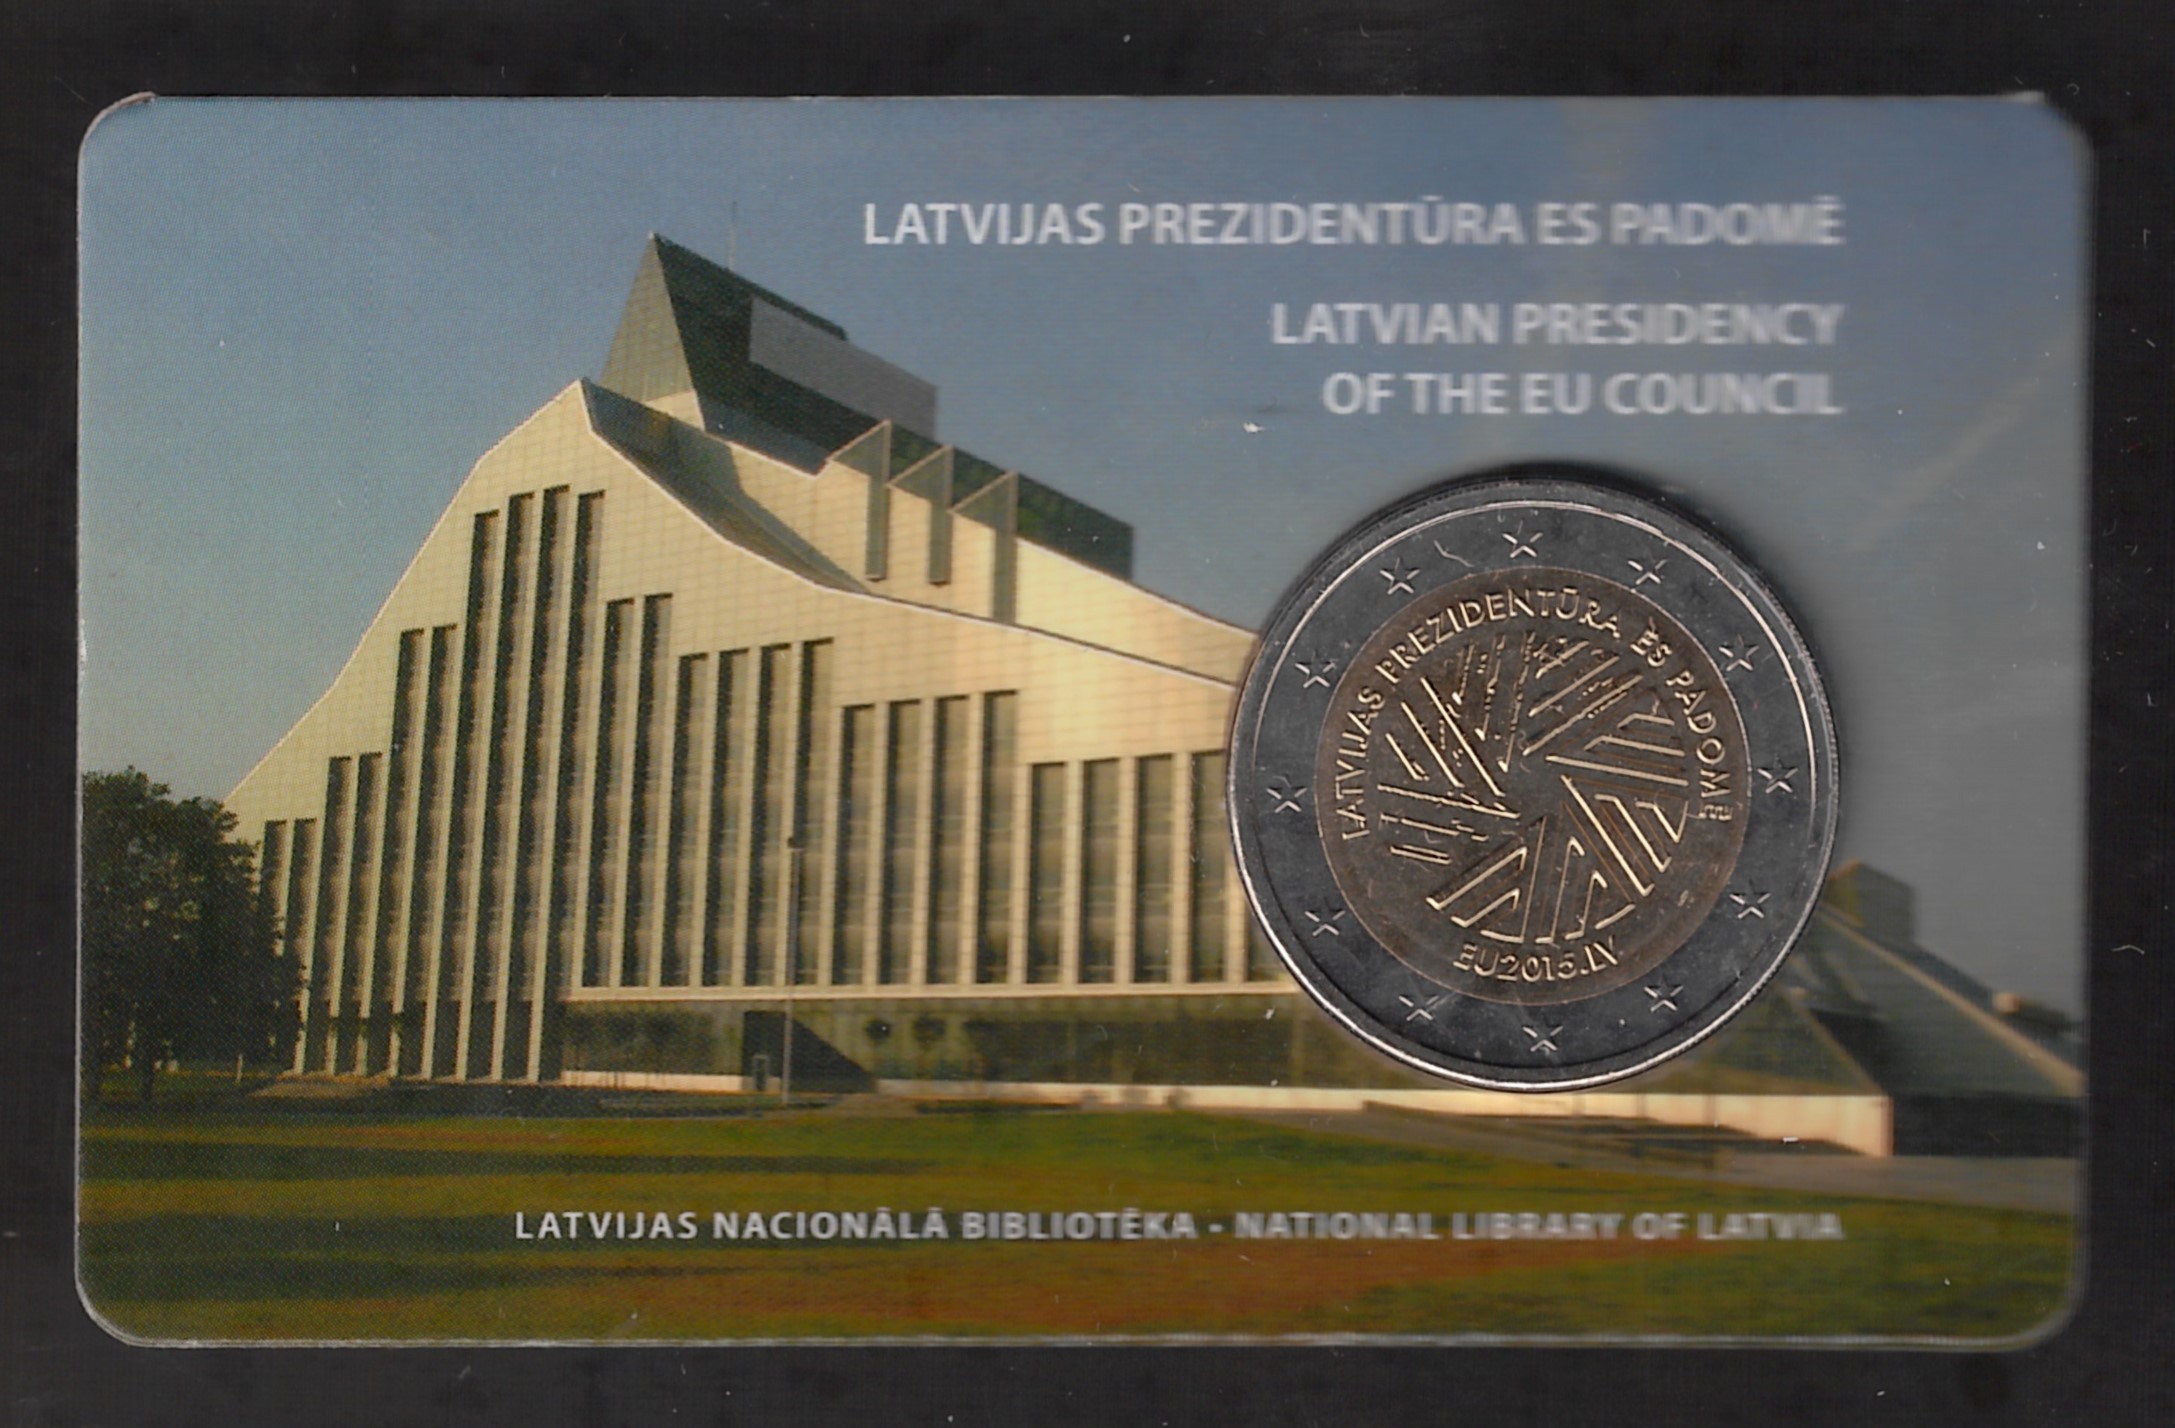 LATVIJAS PREZIDENTŪRA ES PADOMĒ
LATVIAN PRESIDENCY
OF THE EU COUNCIL
LATVIJAS PREZIDENTŪRA ES PADOMĒ
EU2015.LV
LATVIJAS NACIONĀLĀ BIBLIOTĒKA - NATIONAL LIBRARY OF LATVIA